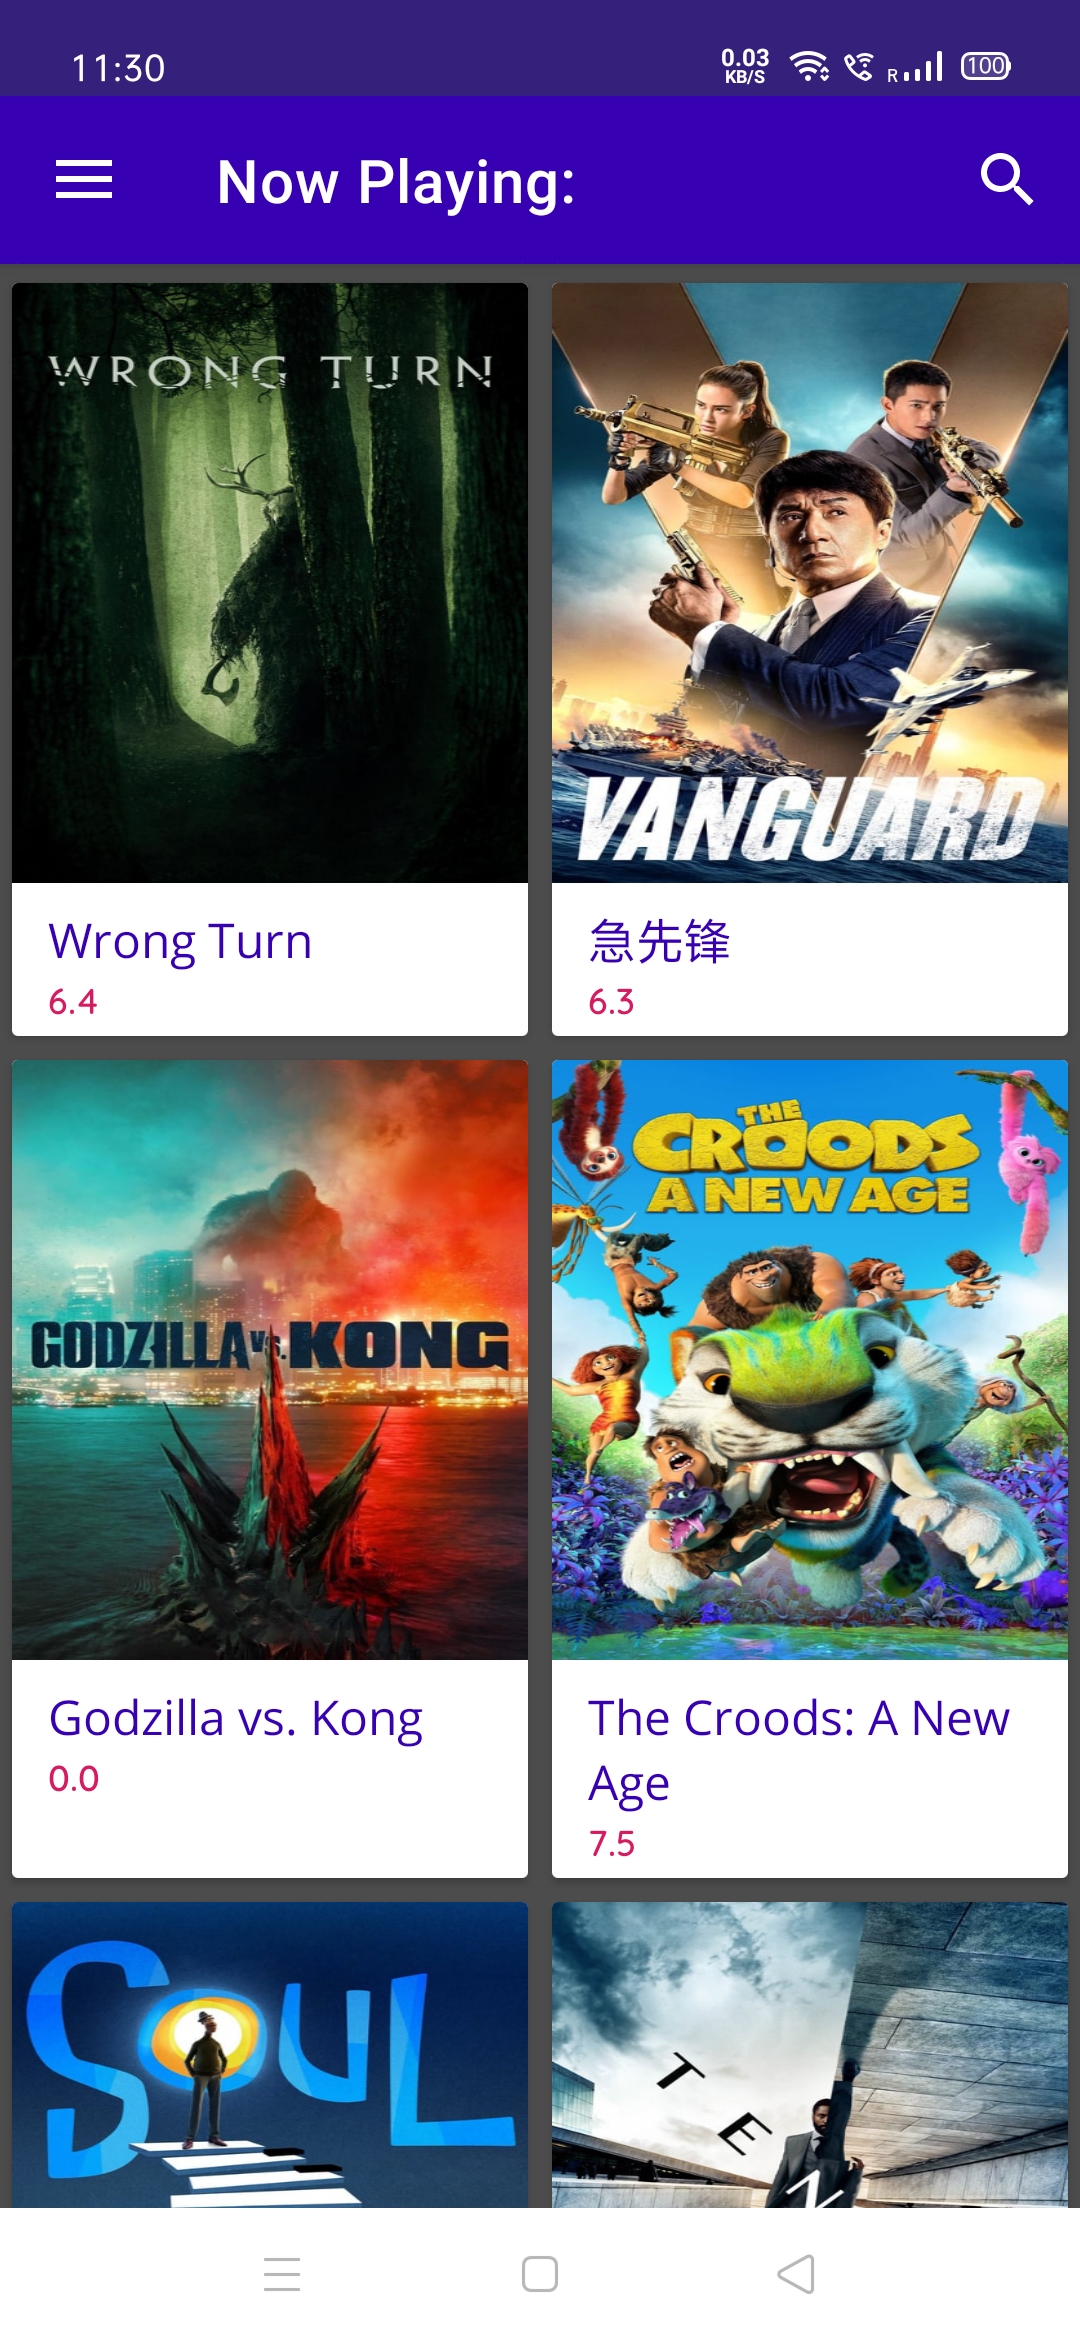 11:30
0.03
KB/S
R
100
Now Playing:
WRONG TURN
VANGUARD
Wrong Turn
6.4
急先锋
6.3
GODZILLA vs. KONG
THE
CROODS
A NEW AGE
Godzilla vs. Kong
0.0
The Croods: A New
Age
7.5
SOUL
T
E
N